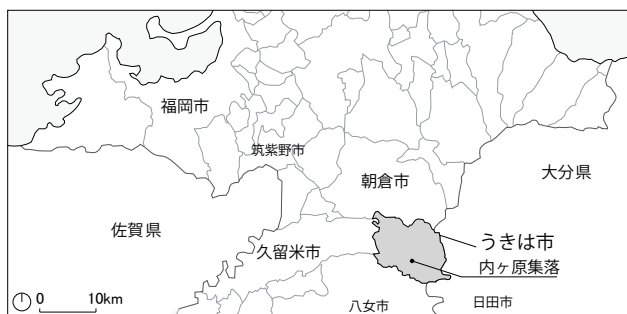 福岡市
筑紫野市
朝倉市
大分県
佐賀県
久留米市
うきは市
内ヶ原集落
0 10km
八女市
日田市